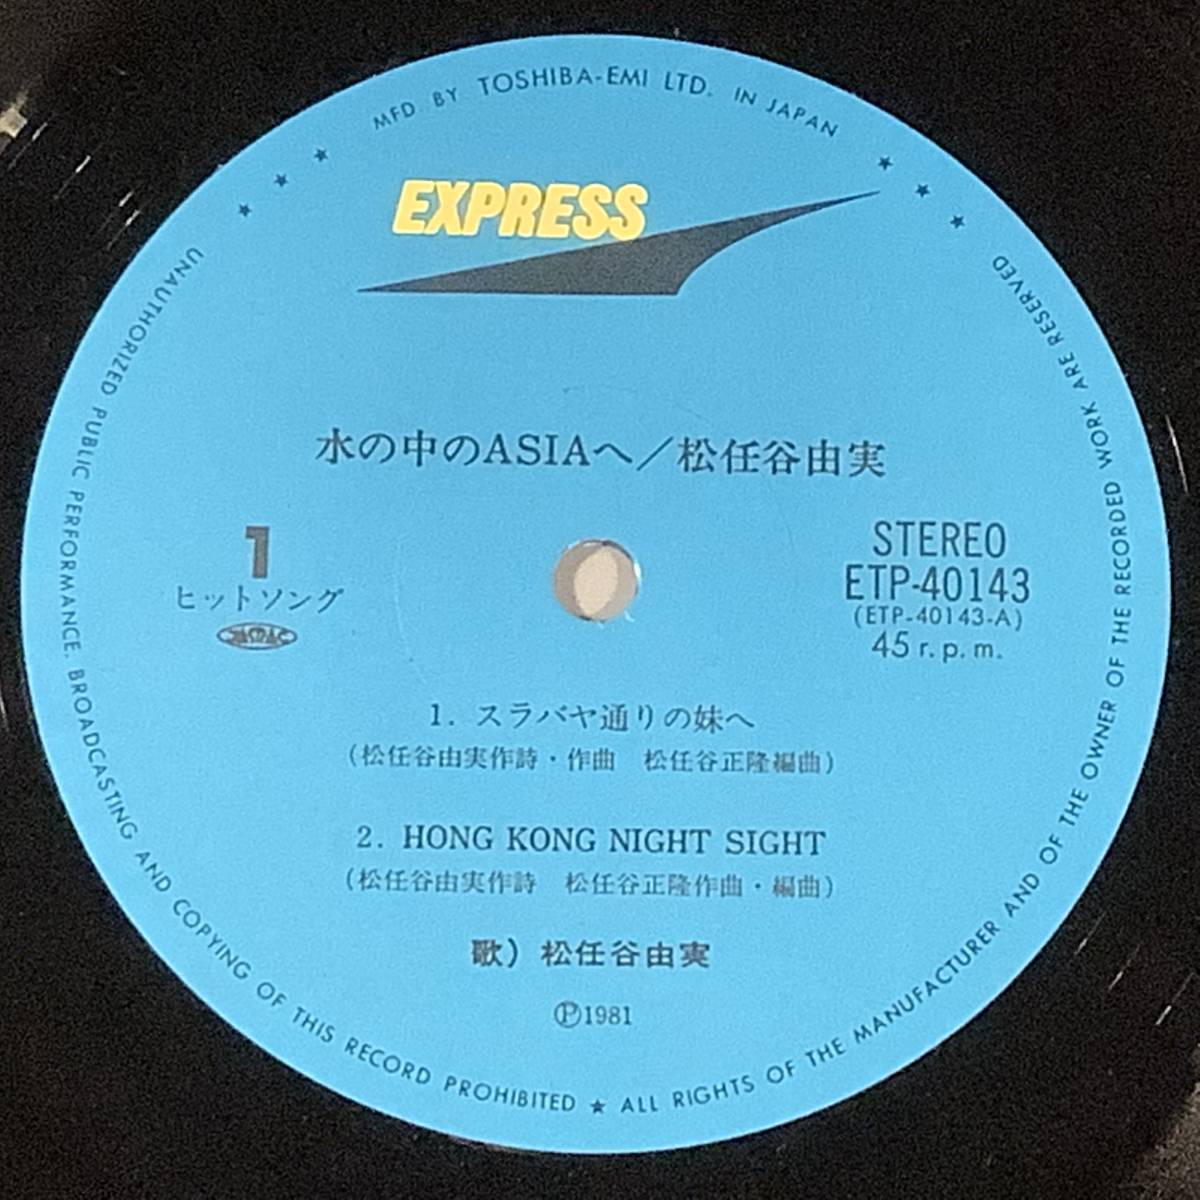 MFD BY TOSHIBA-EMI LTD. IN JAPAN
EXPRESS
水の中のASIAへ／松任谷由実
1
ヒットソング
STEREO
ETP-40143
(ETP-40143-A)
45 r.p.m.
1. スラバヤ通りの妹へ
(松任谷由実作詩・作曲　松任谷正隆編曲)
2. HONG KONG NIGHT SIGHT
(松任谷由実作詩　松任谷正隆作曲・編曲)
歌) 松任谷由実
Ⓟ1981
UNAUTHORIZED PUBLIC PERFORMANCE. BROADCASTING AND COPYING OF THIS RECORD PROHIBITED ★ ALL RIGHTS OF THE MANUFACTURER AND OF THE OWNER OF THE RECORDED WORK ARE RESERVED